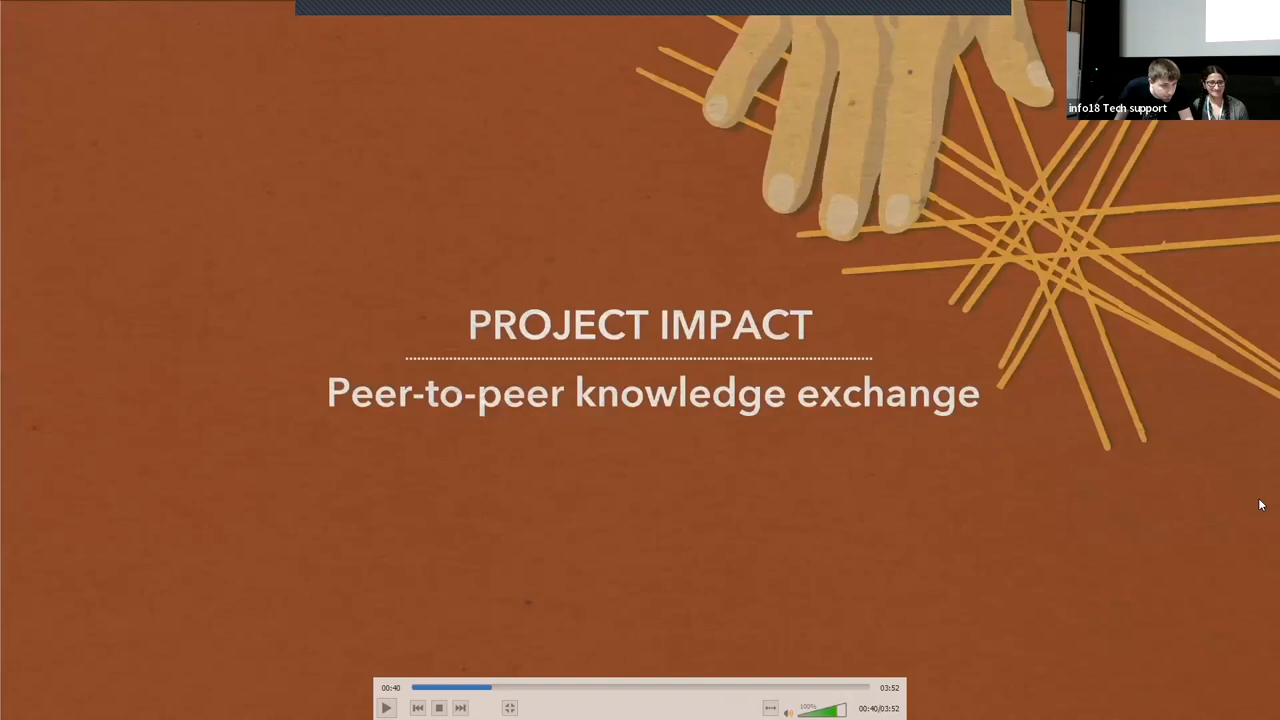 info18 Tech support
PROJECT IMPACT
Peer-to-peer knowledge exchange
00:40
03:52
100%
00:40/03:52